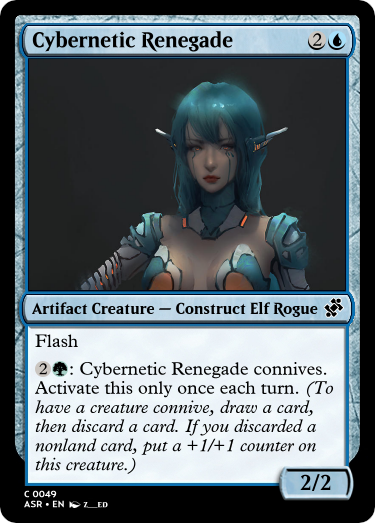 Cybernetic Renegade 2
Artifact Creature — Construct Elf Rogue
Flash
2: Cybernetic Renegade connives.
Activate this only once each turn. (To
have a creature connive, draw a card,
then discard a card. If you discarded a
nonland card, put a +1/+1 counter on
this creature.)
2/2
C 0049
ASR • EN Z__ED